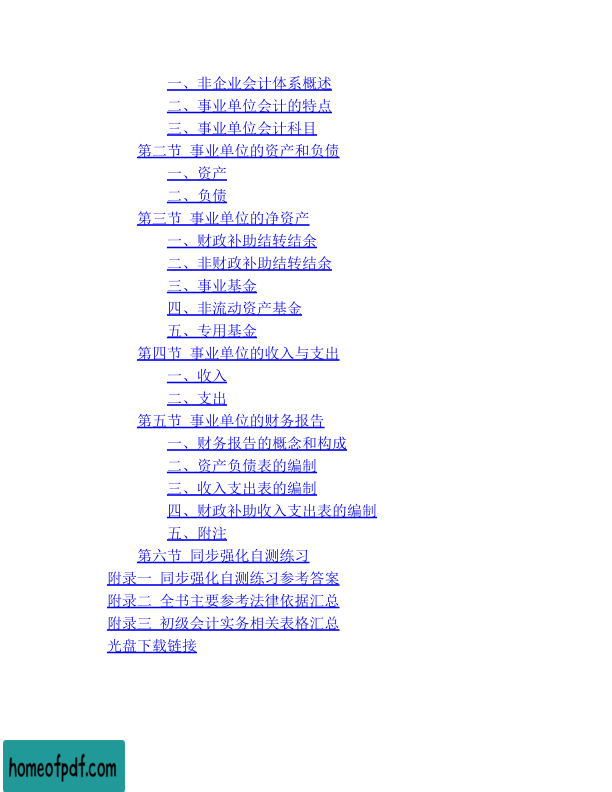 一、非企业会计体系概述
二、事业单位会计的特点
三、事业单位会计科目
第二节 事业单位的资产和负债
一、资产
二、负债
第三节 事业单位的净资产
一、财政补助结转结余
二、非财政补助结转结余
三、事业基金
四、非流动资产基金
五、专用基金
第四节 事业单位的收入与支出
一、收入
二、支出
第五节 事业单位的财务报告
一、财务报告的概念和构成
二、资产负债表的编制
三、收入支出表的编制
四、财政补助收入支出表的编制
五、附注
第六节 同步强化自测练习
附录一 同步强化自测练习参考答案
附录二 全书主要参考法律依据汇总
附录三 初级会计实务相关表格汇总
光盘下载链接
homeofpdf.com